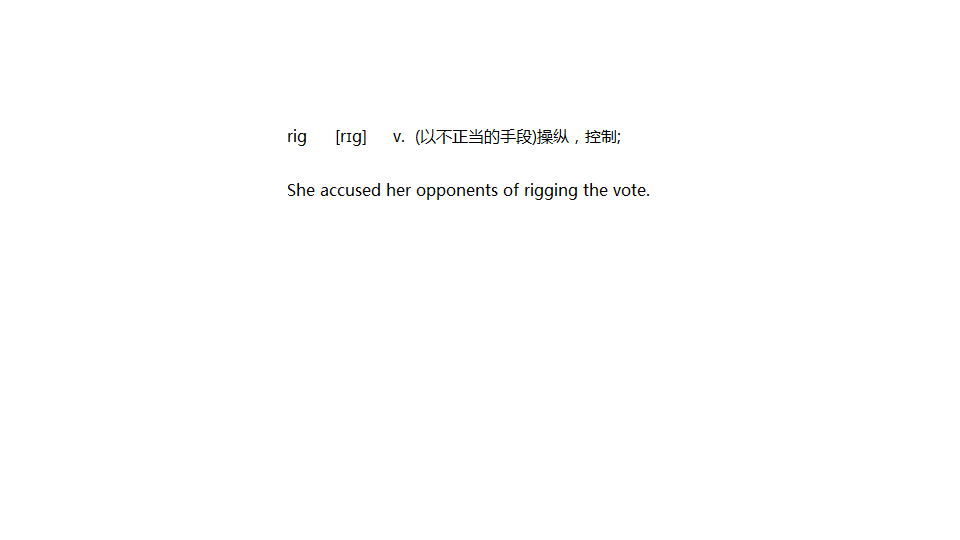 rig [rɪg] v. (以不正当的手段)操纵，控制;
She accused her opponents of rigging the vote.